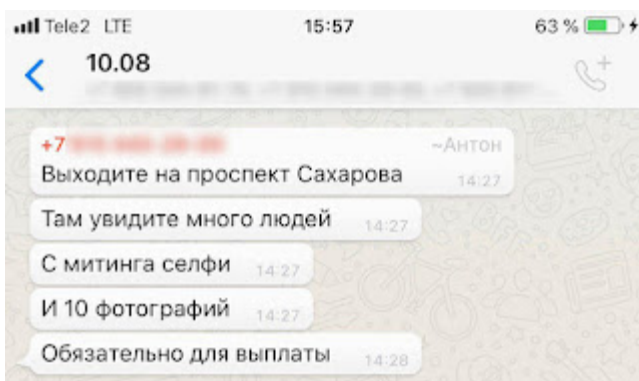 Tele2 LTE 15:57 63 %
10.08
+7 ~Антон
Выходите на проспект Сахарова 14:27
Там увидите много людей 14:27
С митинга селфи 14:27
И 10 фотографий 14:27
Обязательно для выплаты 14:28